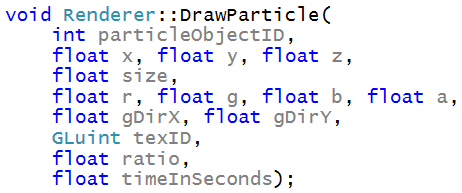 void Renderer::DrawParticle(
int particleObjectID,
float x, float y, float z,
float size,
float r, float g, float b, float a,
float gDirX, float gDirY,
GLuint texID,
float ratio,
float timeInSeconds);